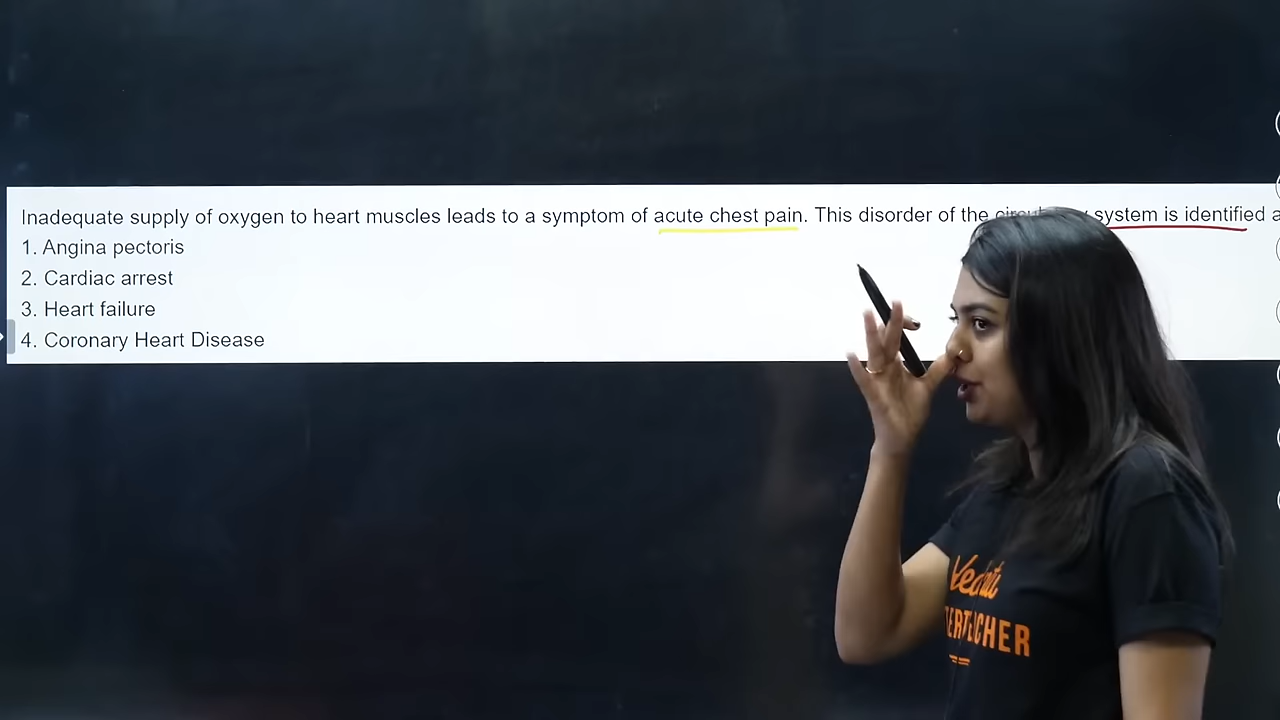 Inadequate supply of oxygen to heart muscles leads to a symptom of acute chest pain. This disorder of the system is identified
1. Angina pectoris
2. Cardiac arrest
3. Heart failure
4. Coronary Heart Disease